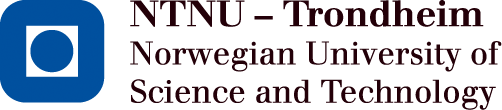 NTNU – Trondheim
Norwegian University of
Science and Technology